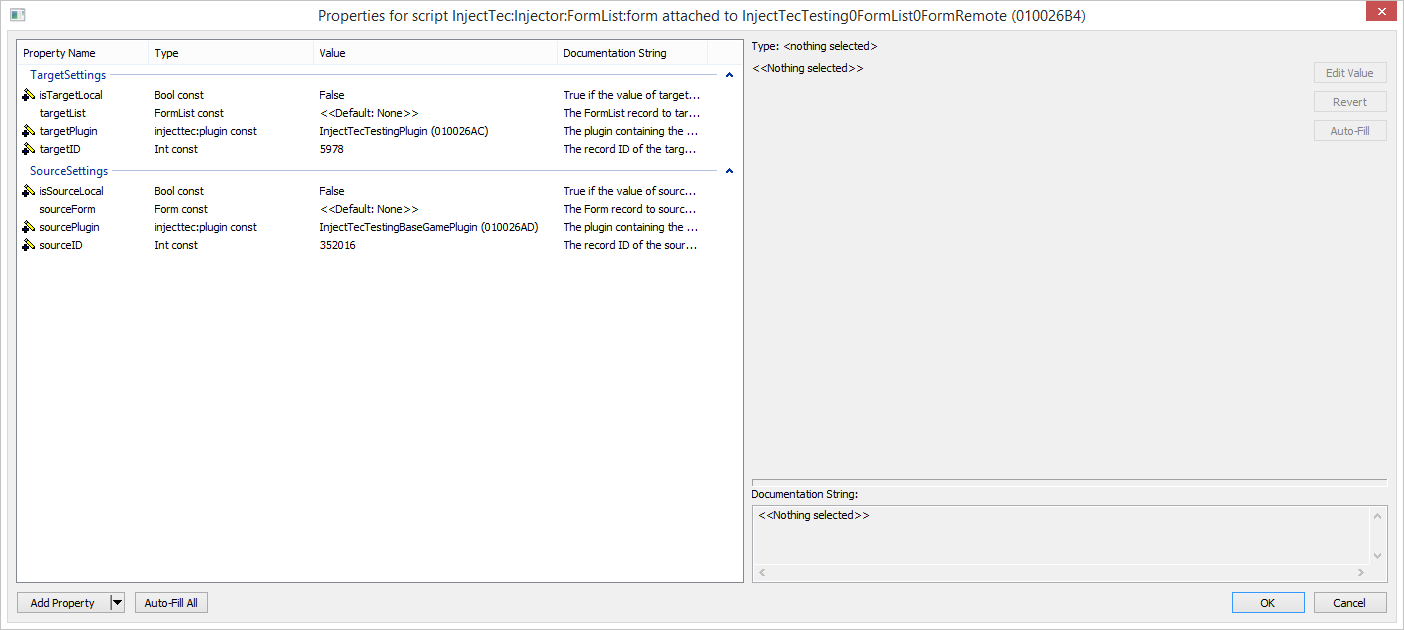 Properties for script InjectTec:Injector:FormList:form attached to InjectTecTesting0FormList0FormRemote (010026B4)
Property Name Type Value Documentation String
TargetSettings
isTargetLocal Bool const False True if the value of target...
targetList FormList const <<Default: None>> The FormList record to tar...
targetPlugin injecttec:plugin const InjectTecTestingPlugin (010026AC) The plugin containing the ...
targetID Int const 5978 The record ID of the targ...
SourceSettings
isSourceLocal Bool const False True if the value of sourc...
sourceForm Form const <<Default: None>> The Form record to sourc...
sourcePlugin injecttec:plugin const InjectTecTestingBaseGamePlugin (010026AD) The plugin containing the ...
sourceID Int const 352016 The record ID of the sour...
Add Property Auto-Fill All
Type: <nothing selected>
<<Nothing selected>>
Edit Value
Revert
Auto-Fill
Documentation String:
<<Nothing selected>>
OK Cancel